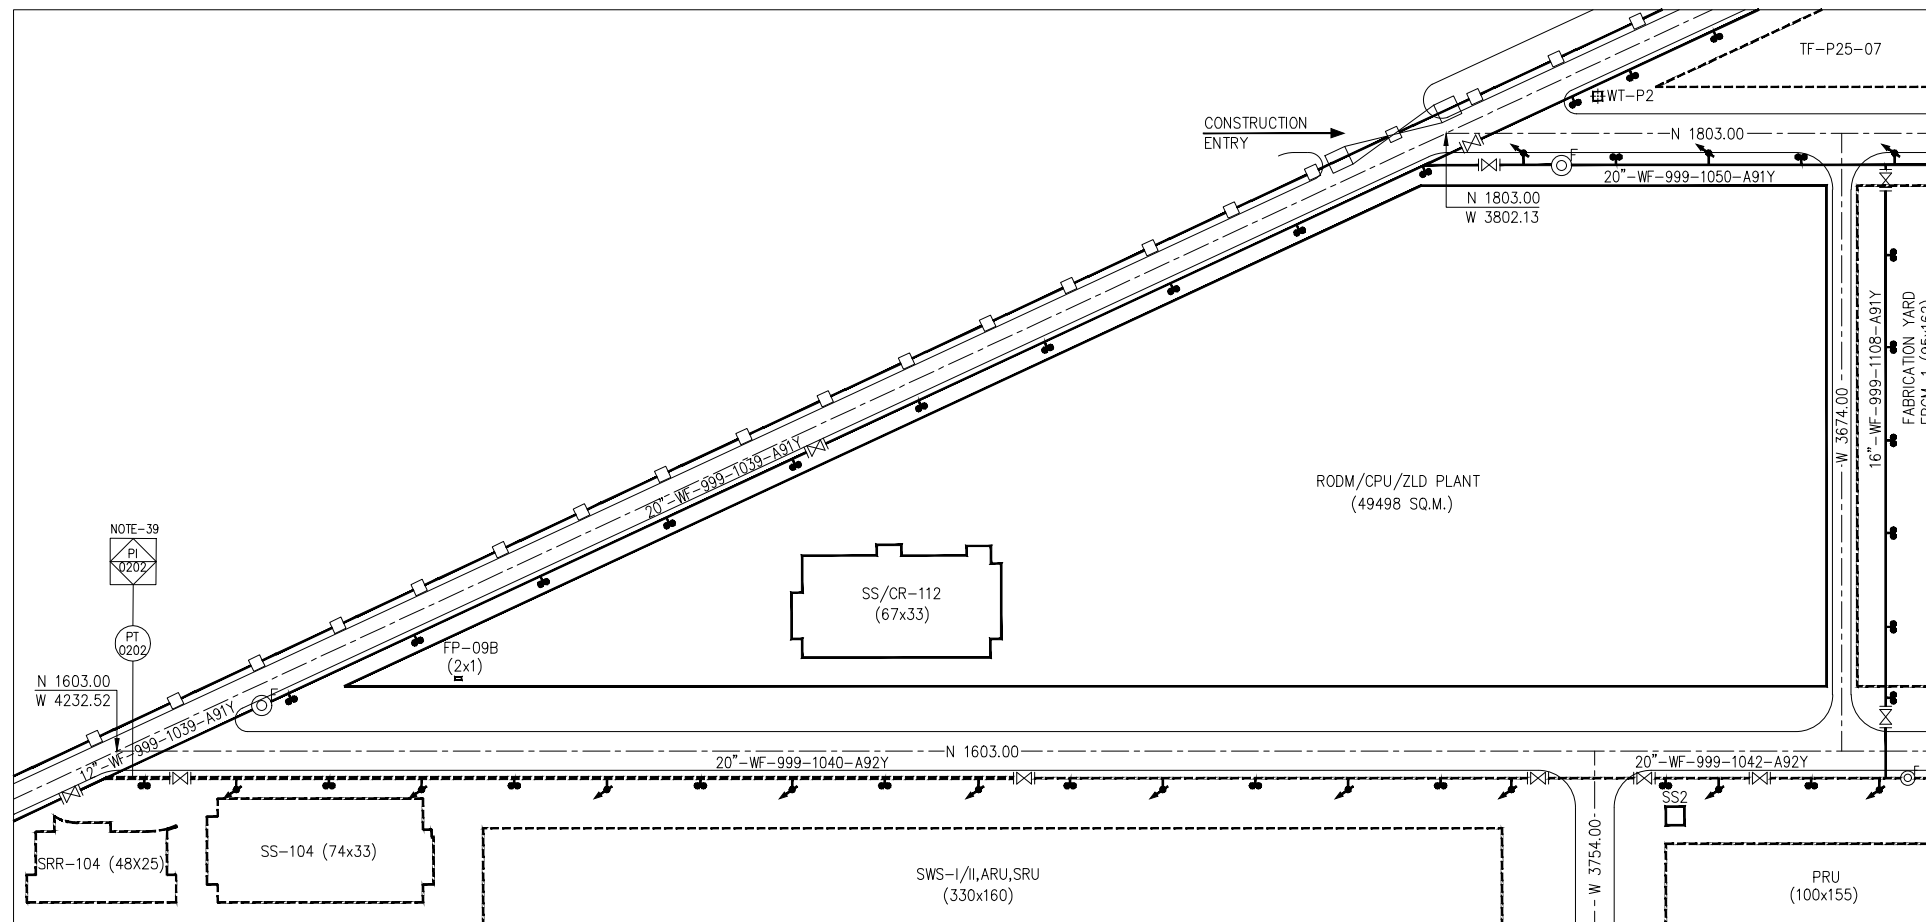 TF-P25-07
WT-P2
CONSTRUCTION
ENTRY
N 1803.00
F
20"-WF-999-1050-A91Y
N 1803.00
W 3802.13
16"-WF-999-1108-A91Y
FABRICATION YARD
W 3674.00
20"-WF-999-1039-A91Y
RODM/CPU/ZLD PLANT
(49498 SQ.M.)
NOTE-39
PI
0202
SS/CR-112
(67x33)
PT
0202
FP-09B
(2x1)
N 1603.00
W 4232.52
F
12"-WF-999-1039-A91Y
N 1603.00
20"-WF-999-1040-A92Y
20"-WF-999-1042-A92Y
F
SS2
W 3754.00
SRR-104 (48X25)
SS-104 (74x33)
SWS-I/II,ARU,SRU
(330x160)
PRU
(100x155)